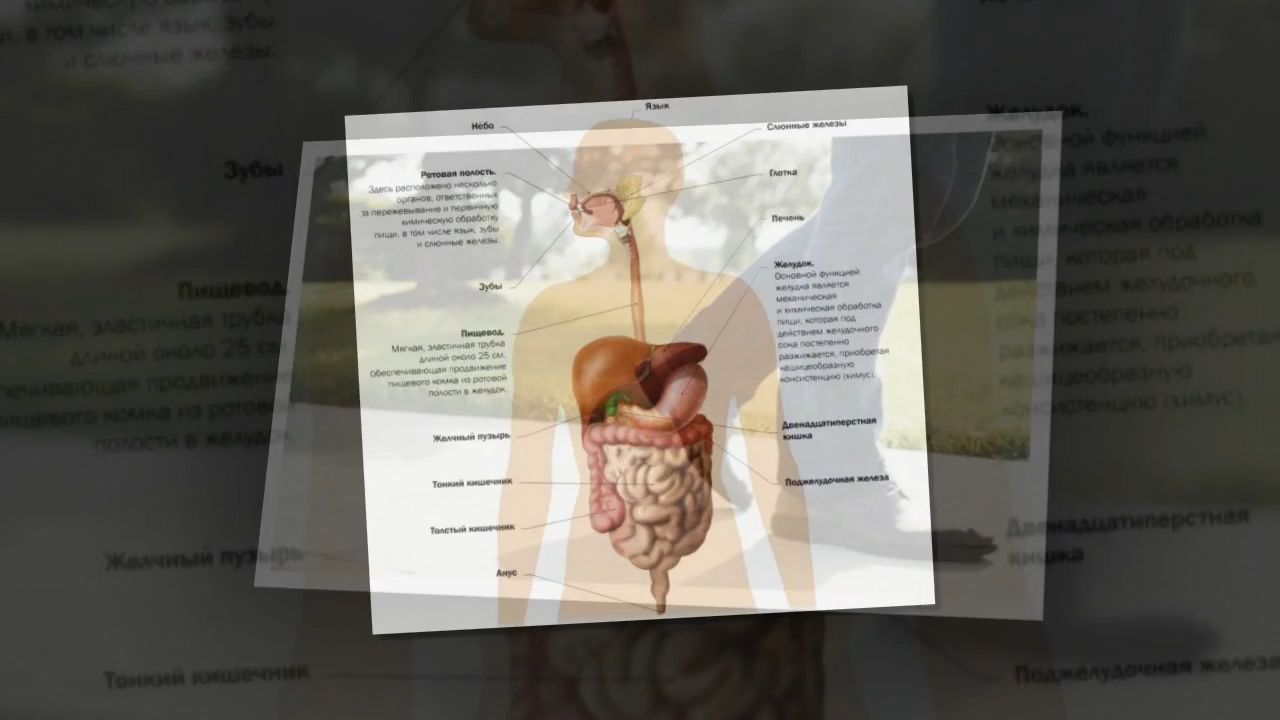 Язык
Нёбо
Слюнные железы
Ротовая полость.
Здесь расположено несколько
органов, ответственных
за пережевывание и первичную
химическую обработку
пищи, в том числе язык, зубы
и слюнные железы.
Глотка
Печень
Зубы
Желудок.
Основной функцией
желудка является
механическая
и химическая обработка
пищи, которая под
действием желудочного
сока постепенно
разжижается, приобретая
кашицеобразную
консистенцию (химус).
Пищевод.
Мягкая, эластичная трубка
длиной около 25 см,
Обеспечивающая продвижение
пищевого комка из ротовой
полости в желудок.
Желчный пузырь
Двенадцатиперстная
кишка
Тонкий кишечник
Поджелудочная железа
Толстый кишечник
Анус